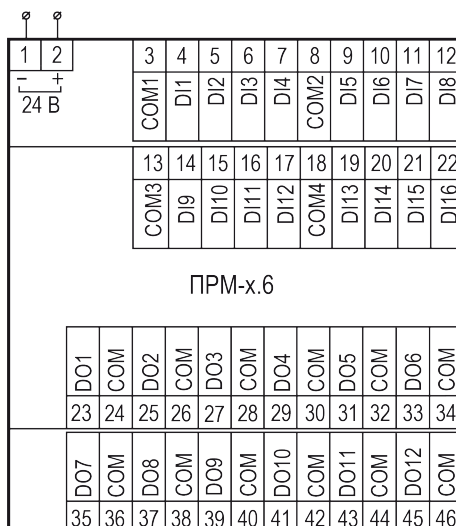 1 2 3 4 5 6 7 8 9 10 11 12
- +
24 В
COM1 DI1 DI2 DI3 DI4 COM2 DI5 DI6 DI7 DI8
13 14 15 16 17 18 19 20 21 22
COM3 DI9 DI10 DI11 DI12 COM4 DI13 DI14 DI15 DI16
ПРМ-х.6
DO1 COM DO2 COM DO3 COM DO4 COM DO5 COM DO6 COM
23 24 25 26 27 28 29 30 31 32 33 34
DO7 COM DO8 COM DO9 COM DO10 COM DO11 COM DO12 COM
35 36 37 38 39 40 41 42 43 44 45 46